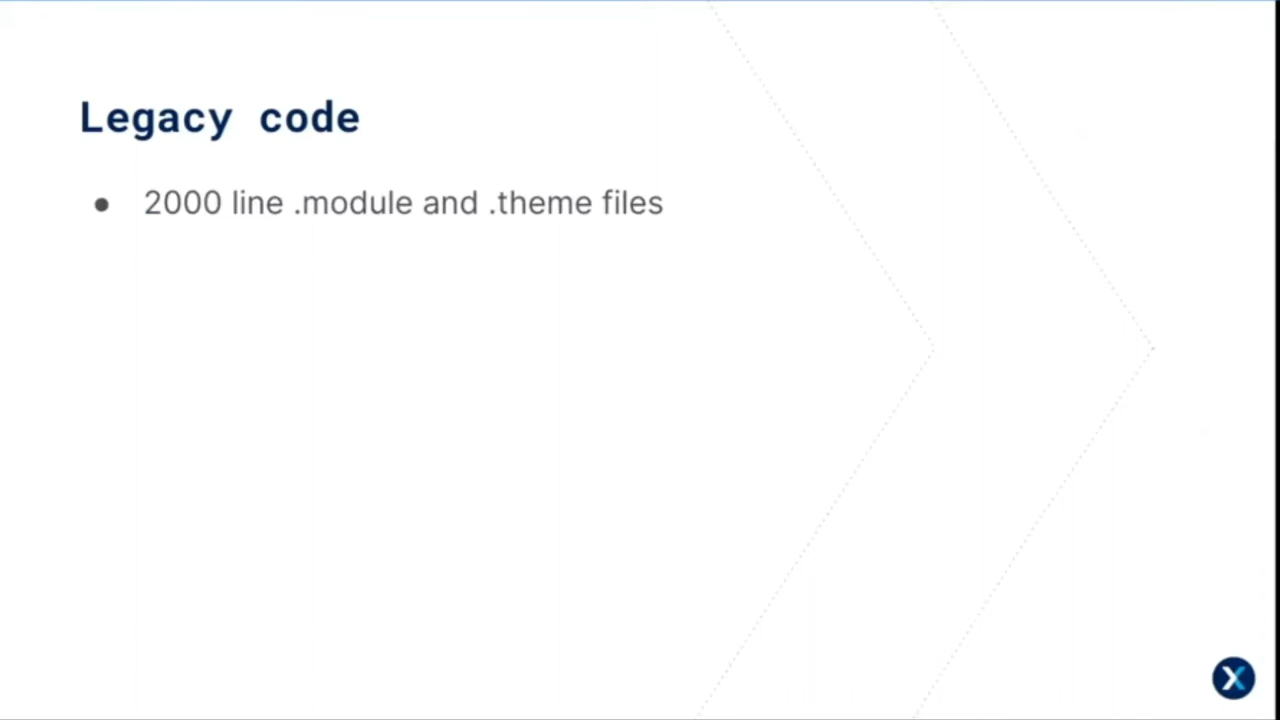 Legacy code
● 2000 line .module and .theme files